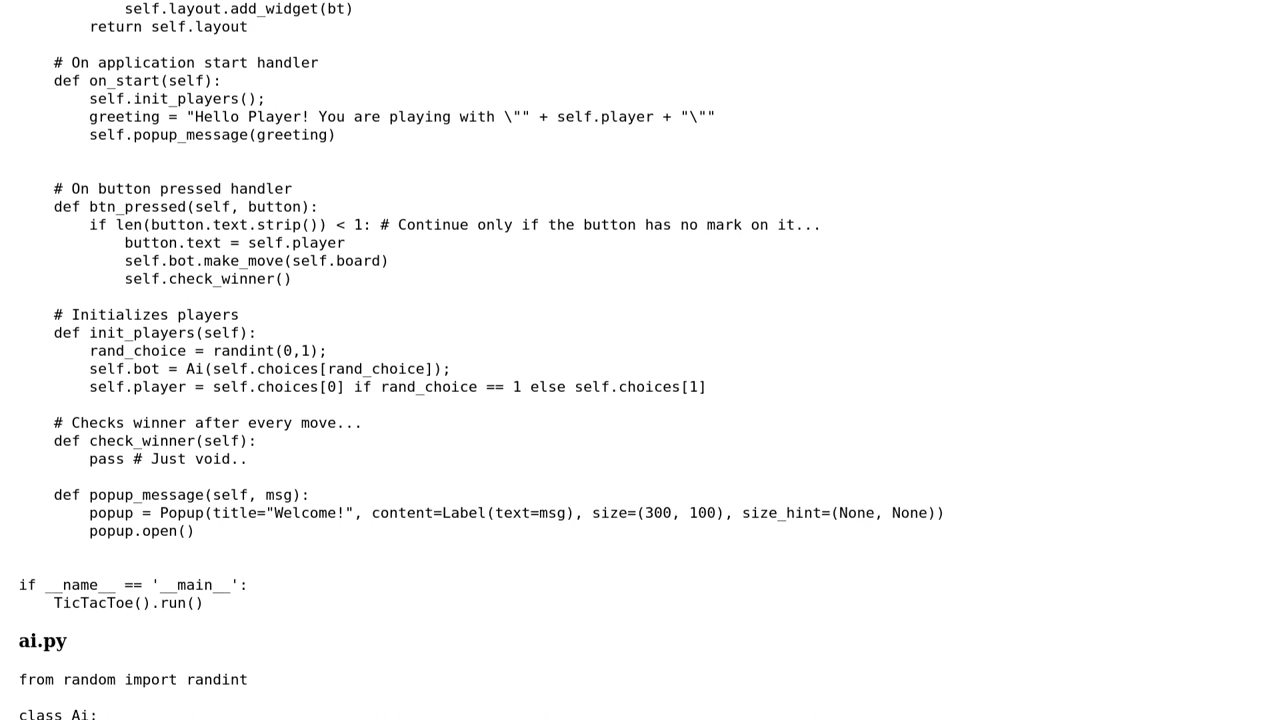 self.layout.add_widget(bt)
        return self.layout

    # On application start handler
    def on_start(self):
        self.init_players();
        greeting = "Hello Player! You are playing with \"" + self.player + "\""
        self.popup_message(greeting)


    # On button pressed handler
    def btn_pressed(self, button):
        if len(button.text.strip()) < 1: # Continue only if the button has no mark on it...
            button.text = self.player
            self.bot.make_move(self.board)
            self.check_winner()

    # Initializes players
    def init_players(self):
        rand_choice = randint(0,1);
        self.bot = Ai(self.choices[rand_choice]);
        self.player = self.choices[0] if rand_choice == 1 else self.choices[1]

    # Checks winner after every move...
    def check_winner(self):
        pass # Just void..

    def popup_message(self, msg):
        popup = Popup(title="Welcome!", content=Label(text=msg), size=(300, 100), size_hint=(None, None))
        popup.open()


if __name__ == '__main__':
    TicTacToe().run()
ai.py
from random import randint

class Ai: